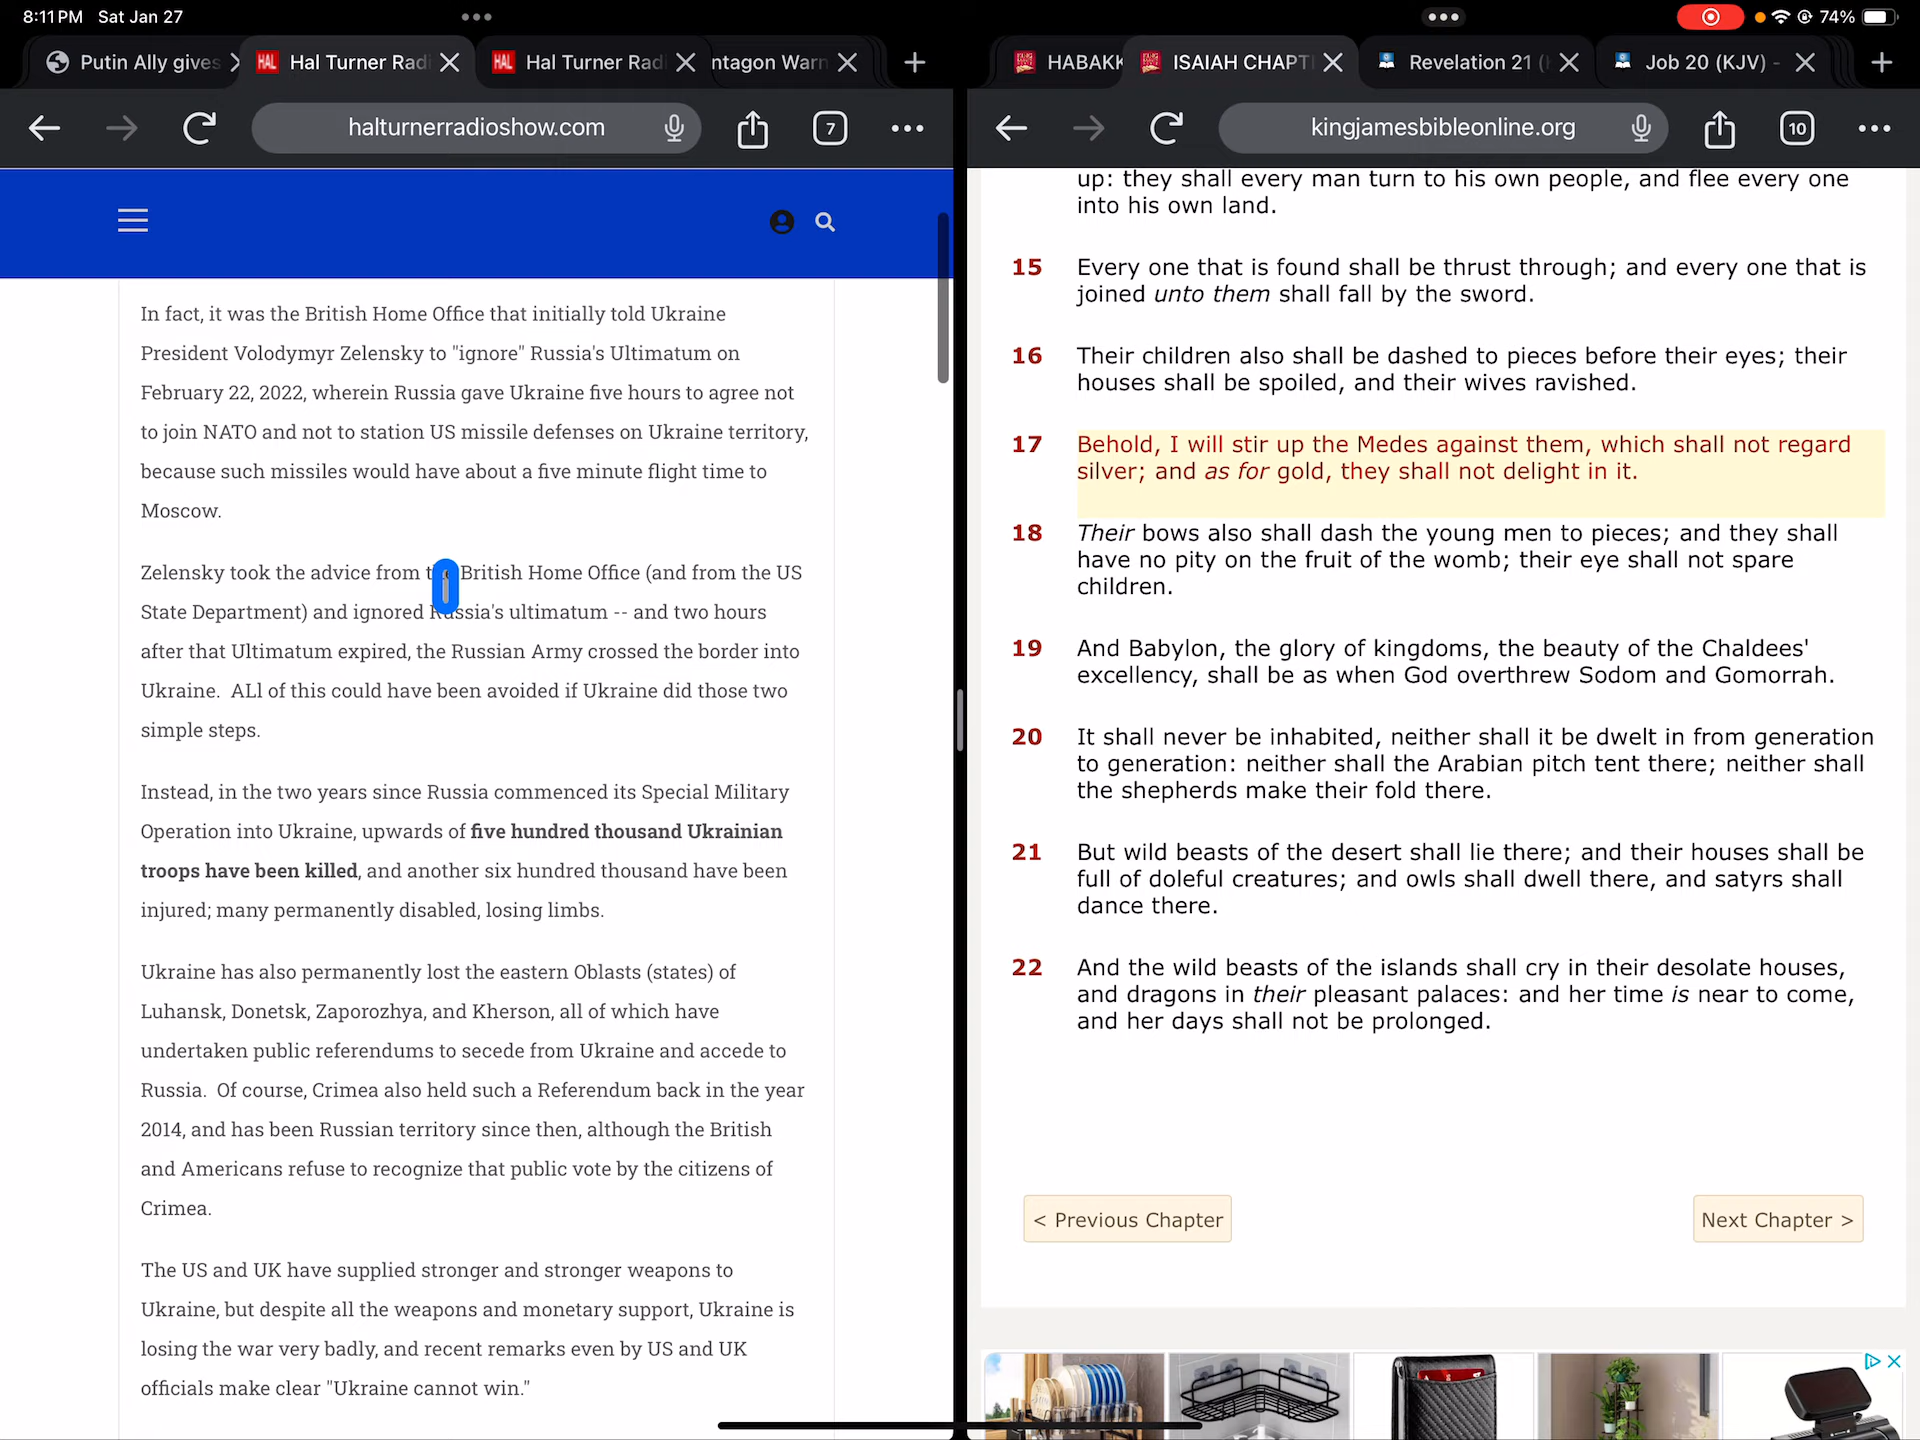 8:11 PM Sat Jan 27
74%
Putin Ally gives
Hal Turner Rad
Hal Turner Rad
ntagon Warn
HABAKK
ISAIAH CHAPT
Revelation 21 (
Job 20 (KJV) -
halturnerradioshow.com
7
kingjamesbibleonline.org
10
In fact, it was the British Home Office that initially told Ukraine
President Volodymyr Zelensky to "ignore" Russia's Ultimatum on
February 22, 2022, wherein Russia gave Ukraine five hours to agree not
to join NATO and not to station US missile defenses on Ukraine territory,
because such missiles would have about a five minute flight time to
Moscow.
Zelensky took the advice from the British Home Office (and from the US
State Department) and ignored Russia's ultimatum -- and two hours
after that Ultimatum expired, the Russian Army crossed the border into
Ukraine.  ALl of this could have been avoided if Ukraine did those two
simple steps.
Instead, in the two years since Russia commenced its Special Military
Operation into Ukraine, upwards of five hundred thousand Ukrainian
troops have been killed, and another six hundred thousand have been
injured; many permanently disabled, losing limbs.
Ukraine has also permanently lost the eastern Oblasts (states) of
Luhansk, Donetsk, Zaporozhya, and Kherson, all of which have
undertaken public referendums to secede from Ukraine and accede to
Russia.  Of course, Crimea also held such a Referendum back in the year
2014, and has been Russian territory since then, although the British
and Americans refuse to recognize that public vote by the citizens of
Crimea.
The US and UK have supplied stronger and stronger weapons to
Ukraine, but despite all the weapons and monetary support, Ukraine is
losing the war very badly, and recent remarks even by US and UK
officials make clear "Ukraine cannot win."
up: they shall every man turn to his own people, and flee every one
into his own land.
15 Every one that is found shall be thrust through; and every one that is
joined unto them shall fall by the sword.
16 Their children also shall be dashed to pieces before their eyes; their
houses shall be spoiled, and their wives ravished.
17 Behold, I will stir up the Medes against them, which shall not regard
silver; and as for gold, they shall not delight in it.
18 Their bows also shall dash the young men to pieces; and they shall
have no pity on the fruit of the womb; their eye shall not spare
children.
19 And Babylon, the glory of kingdoms, the beauty of the Chaldees'
excellency, shall be as when God overthrew Sodom and Gomorrah.
20 It shall never be inhabited, neither shall it be dwelt in from generation
to generation: neither shall the Arabian pitch tent there; neither shall
the shepherds make their fold there.
21 But wild beasts of the desert shall lie there; and their houses shall be
full of doleful creatures; and owls shall dwell there, and satyrs shall
dance there.
22 And the wild beasts of the islands shall cry in their desolate houses,
and dragons in their pleasant palaces: and her time is near to come,
and her days shall not be prolonged.
< Previous Chapter
Next Chapter >